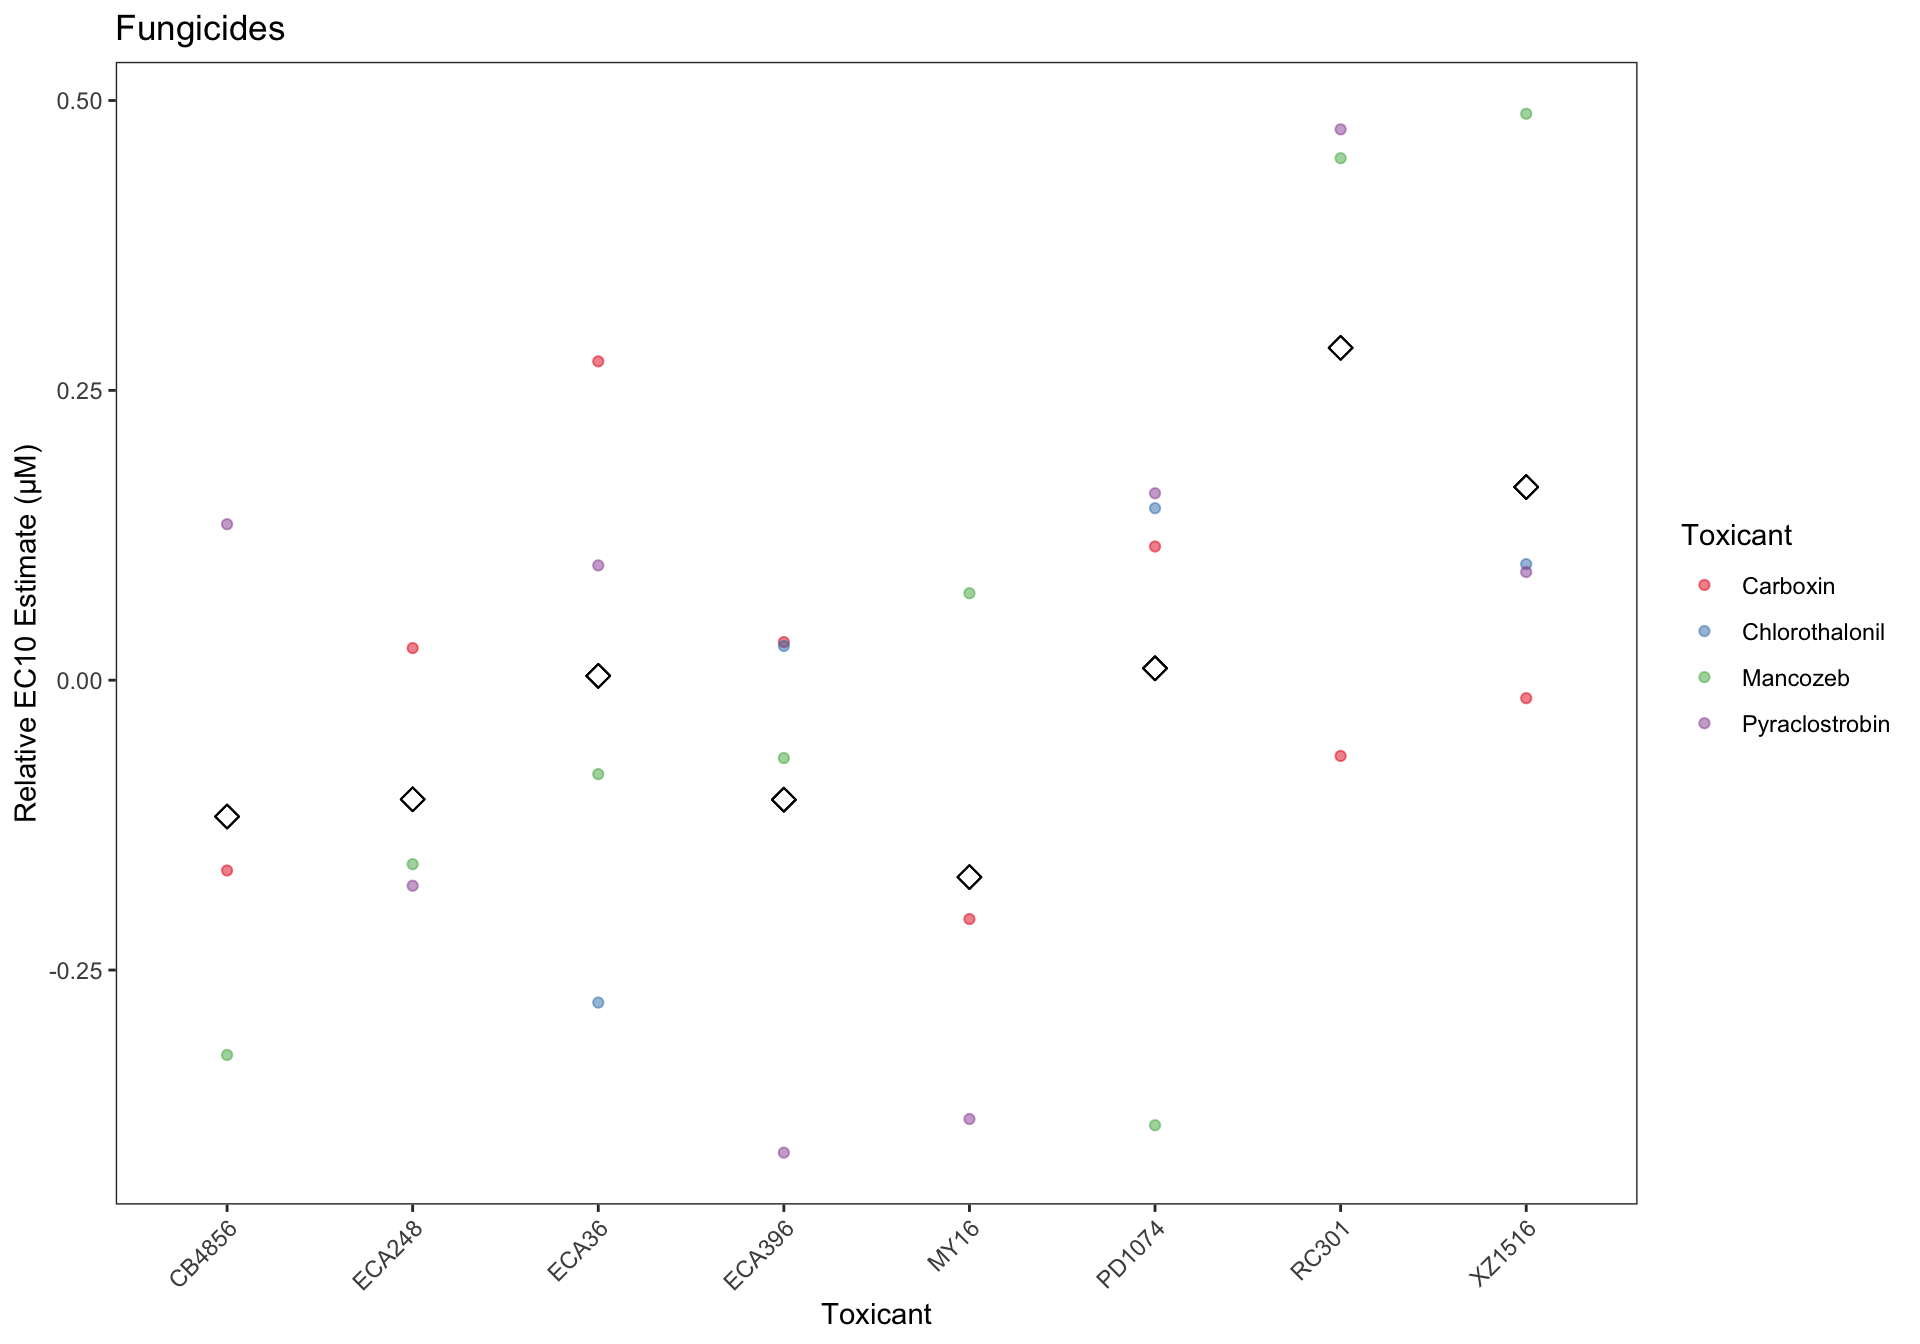 Fungicides
0.50
0.25
0.00
-0.25
Relative EC10 Estimate (µM)
CB4856
ECA248
ECA36
ECA396
MY16
PD1074
RC301
XZ1516
Toxicant
Toxicant
Carboxin
Chlorothalonil
Mancozeb
Pyraclostrobin